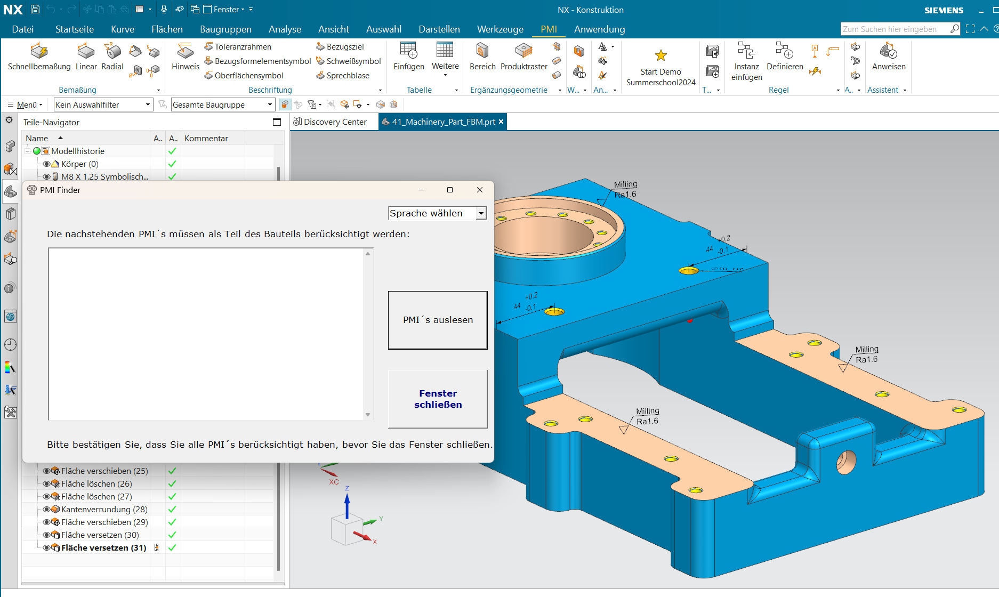 NX
Fenster
NX - Konstruktion
SIEMENS
Datei Startseite Kurve Flächen Baugruppen Analyse Ansicht Auswahl Darstellen Werkzeuge PMI Anwendung
Zum Suchen hier eingeben
Schnellbemaßung Linear Radial
Bemaßung
Hinweis
Toleranzrahmen
Bezugsformelementsymbol
Oberflächensymbol
Bezugsziel
Schweißsymbol
Sprechblase
Beschriftung
Einfügen Weitere
Tabelle
Bereich Produktraster
Ergänzungsgeometrie
W...
An...
Start Demo
Summerschool2024
T...
Instanz
einfügen
Definieren
Regel
A..
Anweisen
Assistent
Menü
Kein Auswahlfilter
Gesamte Baugruppe
Teile-Navigator
Discovery Center
41_Machinery_Part_FBM.prt
Name A.. A.. Kommentar
Modellhistorie
Körper (0)
M8 X 1.25 Symbolisch...
PMI Finder
Sprache wählen
Die nachstehenden PMI´s müssen als Teil des Bauteils berücksichtigt werden:
PMI´s auslesen
Fenster
schließen
Bitte bestätigen Sie, dass Sie alle PMI´s berücksichtigt haben, bevor Sie das Fenster schließen.
Fläche verschieben (25)
Fläche löschen (26)
Fläche löschen (27)
Kantenverrundung (28)
Fläche verschieben (29)
Fläche versetzen (30)
Fläche versetzen (31)
Milling
Ra1.6
44 +0.2
-0.1
Ø10 H7
44 +0.2
-0.1
Milling
Ra1.6
Milling
Ra1.6
XC
Z
Y
X